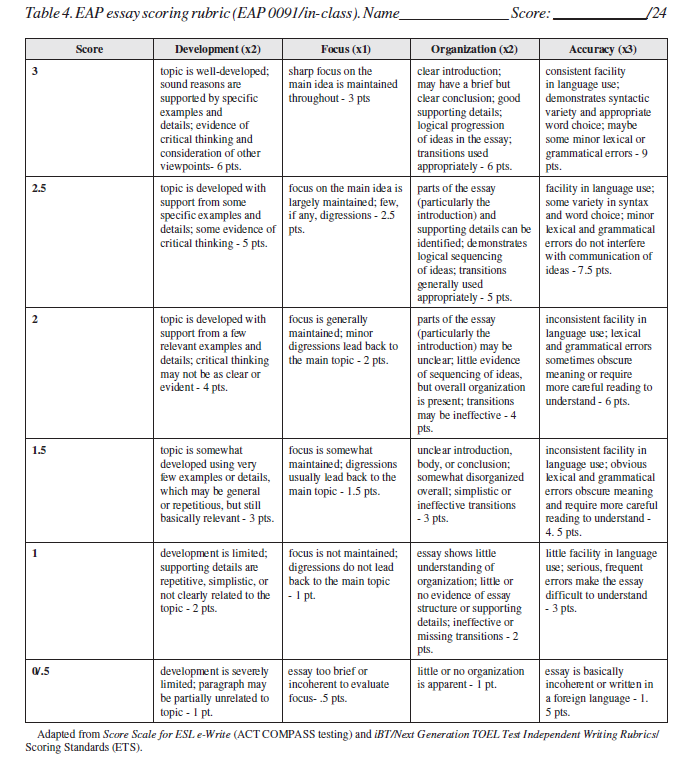 Table 4. EAP essay scoring rubric (EAP 0091/in-class). Name_______________ Score: ____________/24
Score
Development (x2)
Focus (x1)
Organization (x2)
Accuracy (x3)
3
topic is well-developed;
sound reasons are
supported by specific
examples and
details; evidence of
critical thinking and
consideration of other
viewpoints- 6 pts.
sharp focus on the
main idea is maintained
throughout - 3 pts
clear introduction;
may have a brief but
clear conclusion; good
supporting details;
logical progression
of ideas in the essay;
transitions used
appropriately - 6 pts.
consistent facility
in language use;
demonstrates syntactic
variety and appropriate
word choice; maybe
some minor lexical or
grammatical errors - 9
pts.
2.5
topic is developed with
support from some
specific examples and
details; some evidence of
critical thinking - 5 pts.
focus on the main idea is
largely maintained; few,
if any, digressions - 2.5
pts.
parts of the essay
(particularly the
introduction) and
supporting details can be
identified; demonstrates
logical sequencing
of ideas; transitions
generally used
appropriately - 5 pts.
facility in language use;
some variety in syntax
and word choice; minor
lexical and grammatical
errors do not interfere
with communication of
ideas - 7.5 pts.
2
topic is developed with
support from a few
relevant examples and
details; critical thinking
may not be as clear or
evident - 4 pts.
focus is generally
maintained; minor
digressions lead back to
the main topic - 2 pts.
parts of the essay
(particularly the
introduction) may be
unclear; little evidence
of sequencing of ideas,
but overall organization
is present; transitions
may be ineffective - 4
pts.
inconsistent facility in
language use; lexical
and grammatical errors
sometimes obscure
meaning or require
more careful reading to
understand - 6 pts.
1.5
topic is somewhat
developed using very
few examples or details,
which may be general
or repetitious, but still
basically relevant - 3 pts.
focus is somewhat
maintained; digressions
usually lead back to the
main topic - 1.5 pts.
unclear introduction,
body, or conclusion;
somewhat disorganized
overall; simplistic or
ineffective transitions
- 3 pts.
inconsistent facility in
language use; obvious
lexical and grammatical
errors obscure meaning
and require more careful
reading to understand -
4. 5 pts.
1
development is limited;
supporting details are
repetitive, simplistic, or
not clearly related to the
topic - 2 pts.
focus is not maintained;
digressions do not lead
back to the main topic
- 1 pt.
essay shows little
understanding of
organization; little or
no evidence of essay
structure or supporting
details; ineffective or
missing transitions - 2
pts.
little facility in language
use; serious, frequent
errors make the essay
difficult to understand
- 3 pts.
0/.5
development is severely
limited; paragraph may
be partially unrelated to
topic - 1 pt.
essay too brief or
incoherent to evaluate
focus- .5 pts.
little or no organization
is apparent - 1 pt.
essay is basically
incoherent or written in
a foreign language - 1.
5 pts.
Adapted from Score Scale for ESL e-Write (ACT COMPASS testing) and iBT/Next Generation TOEL Test Independent Writing Rubrics/
Scoring Standards (ETS).